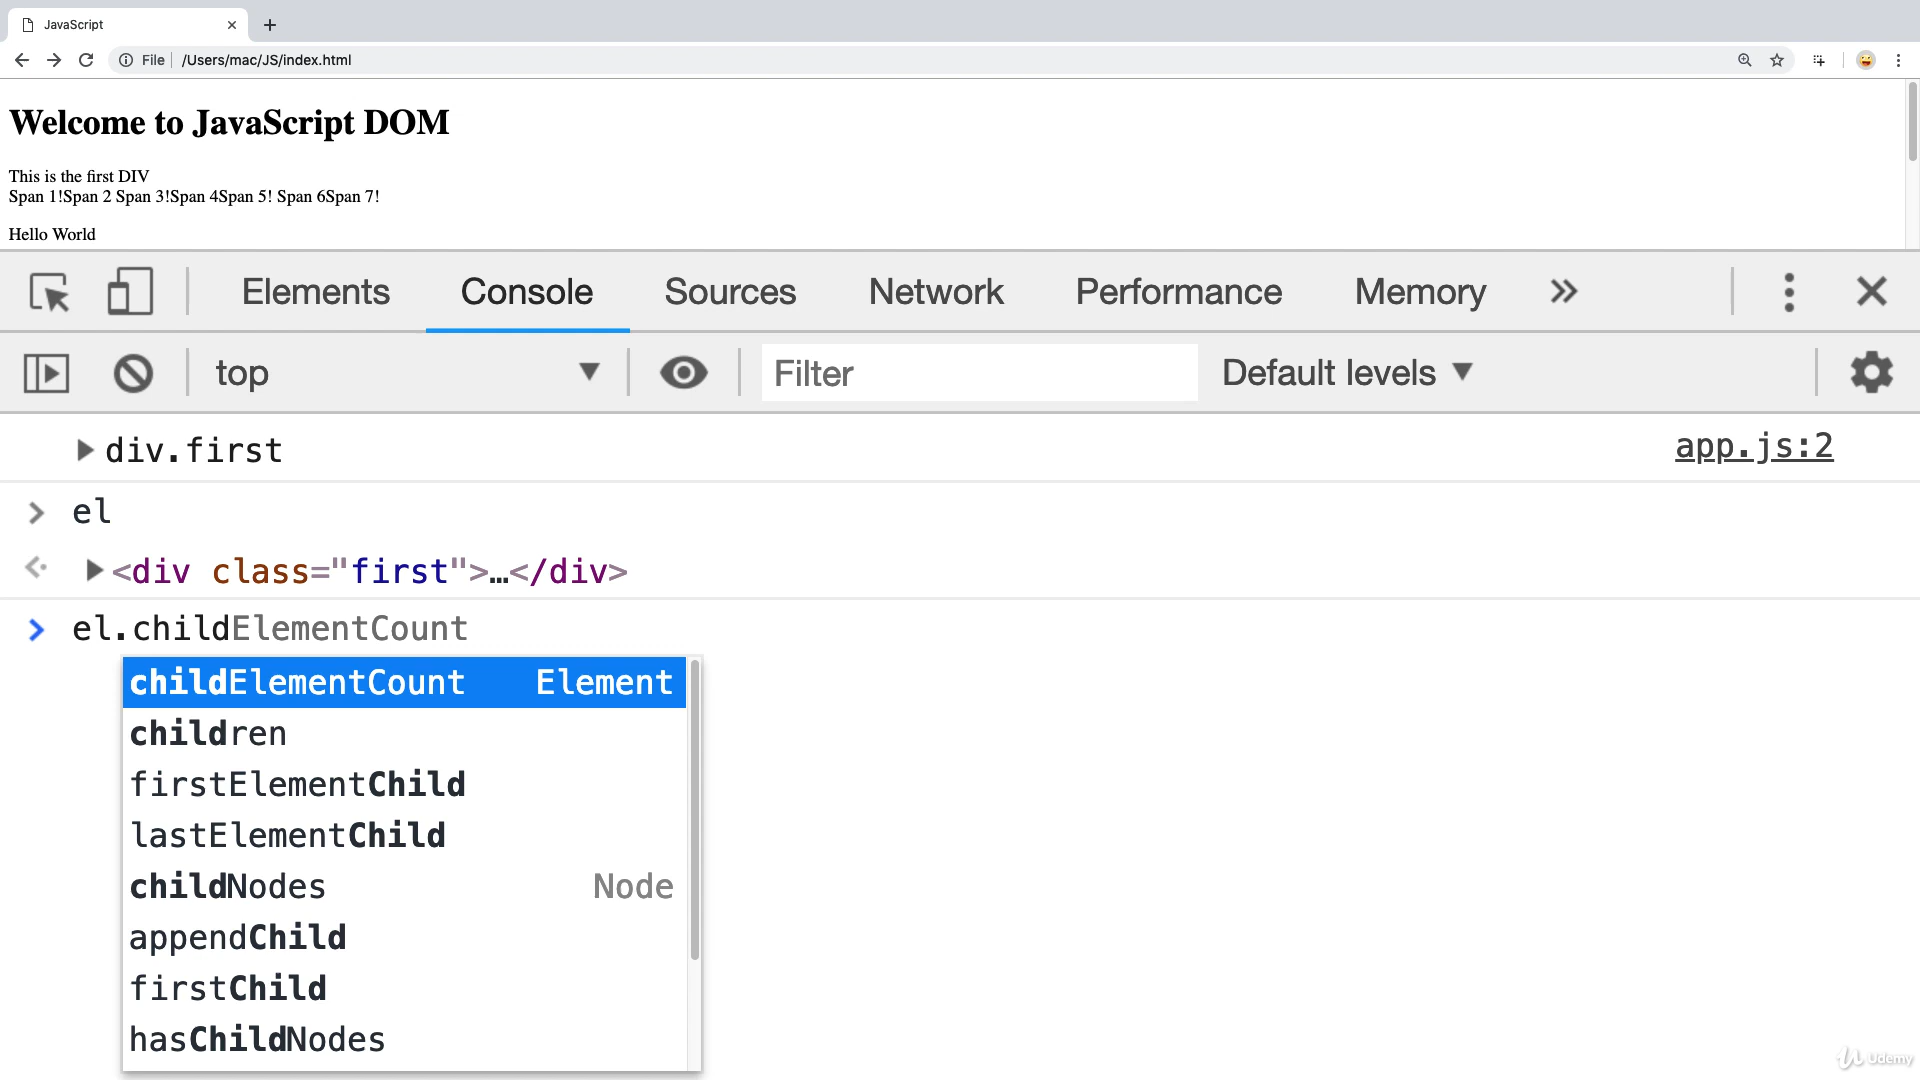 JavaScript
File /Users/mac/JS/index.html
Welcome to JavaScript DOM
This is the first DIV
Span 1!Span 2 Span 3!Span 4Span 5! Span 6Span 7!
Hello World
Elements Console Sources Network Performance Memory
top Filter Default levels
div.first app.js:2
el
<div class="first">…</div>
el.childElementCount
childElementCount Element
children
firstElementChild
lastElementChild
childNodes Node
appendChild
firstChild
hasChildNodes
Udemy